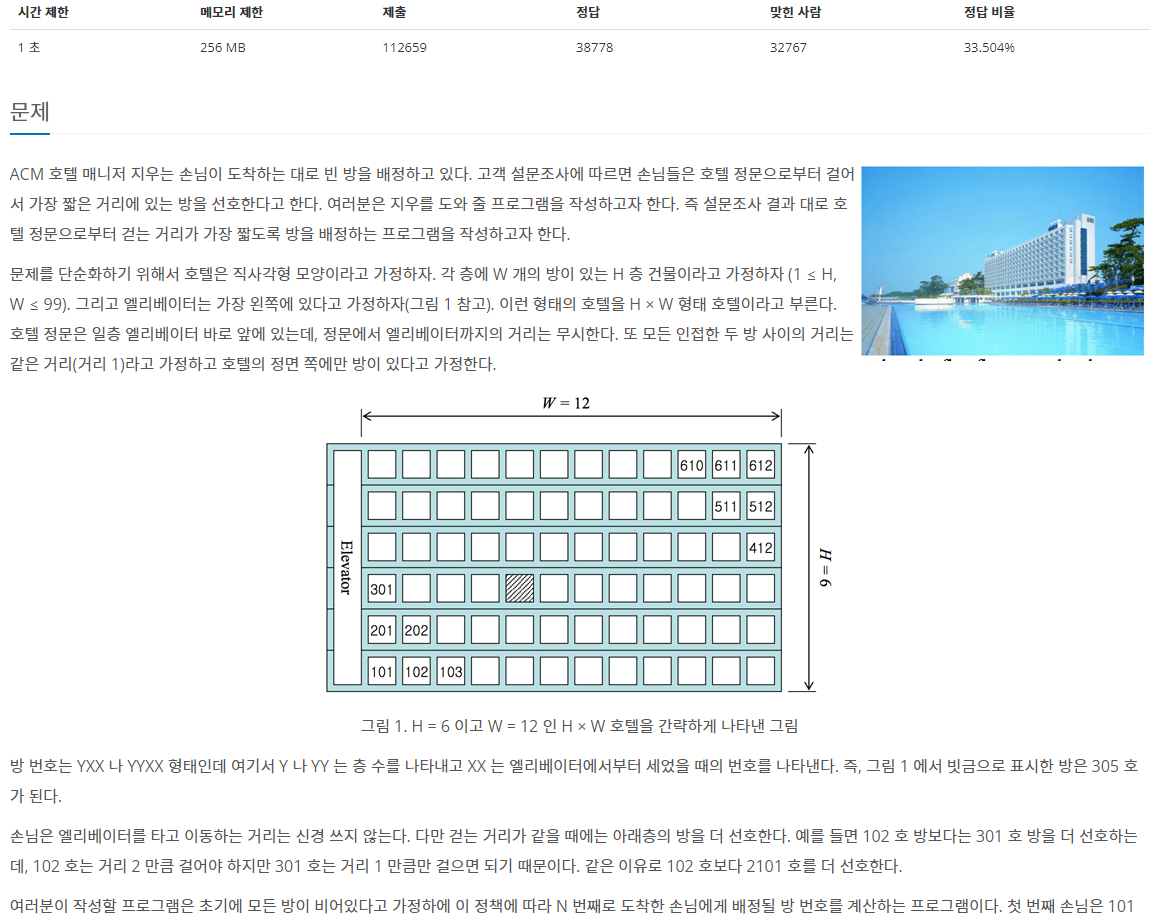 시간 제한 메모리 제한 제출 정답 맞힌 사람 정답 비율
1 초 256 MB 112659 38778 32767 33.504%
문제
ACM 호텔 매니저 지우는 손님이 도착하는 대로 빈 방을 배정하고 있다. 고객 설문조사에 따르면 손님들은 호텔 정문으로부터 걸어
서 가장 짧은 거리에 있는 방을 선호한다고 한다. 여러분은 지우를 도와 줄 프로그램을 작성하고자 한다. 즉 설문조사 결과 대로 호
텔 정문으로부터 걷는 거리가 가장 짧도록 방을 배정하는 프로그램을 작성하고자 한다.
문제를 단순화하기 위해서 호텔은 직사각형 모양이라고 가정하자. 각 층에 W 개의 방이 있는 H 층 건물이라고 가정하자 (1 ≤ H,
W ≤ 99). 그리고 엘리베이터는 가장 왼쪽에 있다고 가정하자(그림 1 참고). 이런 형태의 호텔을 H × W 형태 호텔이라고 부른다.
호텔 정문은 일층 엘리베이터 바로 앞에 있는데, 정문에서 엘리베이터까지의 거리는 무시한다. 또 모든 인접한 두 방 사이의 거리는
같은 거리(거리 1)라고 가정하고 호텔의 정면 쪽에만 방이 있다고 가정한다.
W = 12
610 611 612
511 512
412
Elevator
H = 6
301
201 202
101 102 103
그림 1. H = 6 이고 W = 12 인 H × W 호텔을 간략하게 나타낸 그림
방 번호는 YXX 나 YYXX 형태인데 여기서 Y 나 YY 는 층 수를 나타내고 XX 는 엘리베이터에서부터 세었을 때의 번호를 나타낸다. 즉, 그림 1 에서 빗금으로 표시한 방은 305 호
가 된다.
손님은 엘리베이터를 타고 이동하는 거리는 신경 쓰지 않는다. 다만 걷는 거리가 같을 때에는 아래층의 방을 더 선호한다. 예를 들면 102 호 방보다는 301 호 방을 더 선호하는
데, 102 호는 거리 2 만큼 걸어야 하지만 301 호는 거리 1 만큼만 걸으면 되기 때문이다. 같은 이유로 102 호보다 2101 호를 더 선호한다.
여러분이 작성할 프로그램은 초기에 모든 방이 비어있다고 가정하에 이 정책에 따라 N 번째로 도착한 손님에게 배정될 방 번호를 계산하는 프로그램이다. 첫 번째 손님은 101